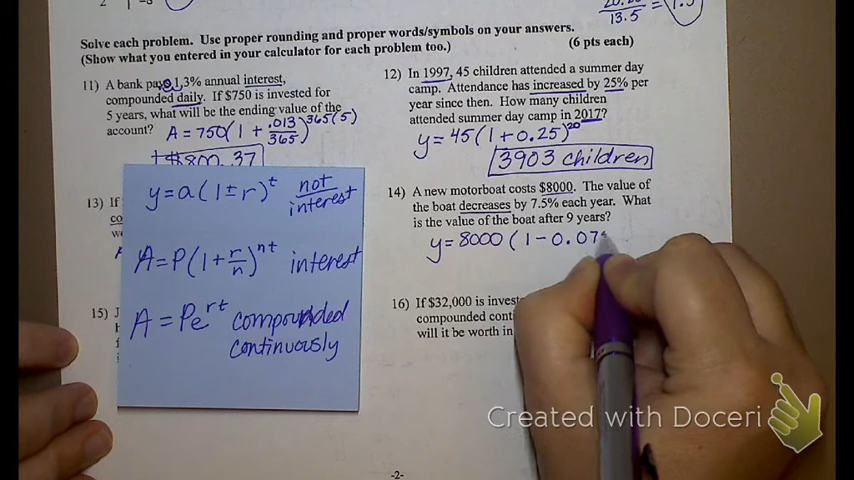 20.28
13.5
= 1.5
Solve each problem. Use proper rounding and proper words/symbols on your answers.
(Show what you entered in your calculator for each problem too.) (6 pts each)
11) A bank pays 1.3% annual interest,
compounded daily. If $750 is invested for
5 years, what will be the ending value of the
account? A = 750(1 + .013/365)^365(5)
$800.37
12) In 1997, 45 children attended a summer day
camp. Attendance has increased by 25% per
year since then. How many children
attended summer day camp in 2017?
y = 45(1+0.25)^20
3903 children
13) If
y = a(1 ± r)^t not interest
A = P(1 + r/n)^nt interest
A = Pe^rt compounded
continuously
14) A new motorboat costs $8000. The value of
the boat decreases by 7.5% each year. What
is the value of the boat after 9 years?
y = 8000(1 - 0.07
15)
16) If $32,000 is invest
compounded cont
will it be worth in
-2-
Created with Doceri